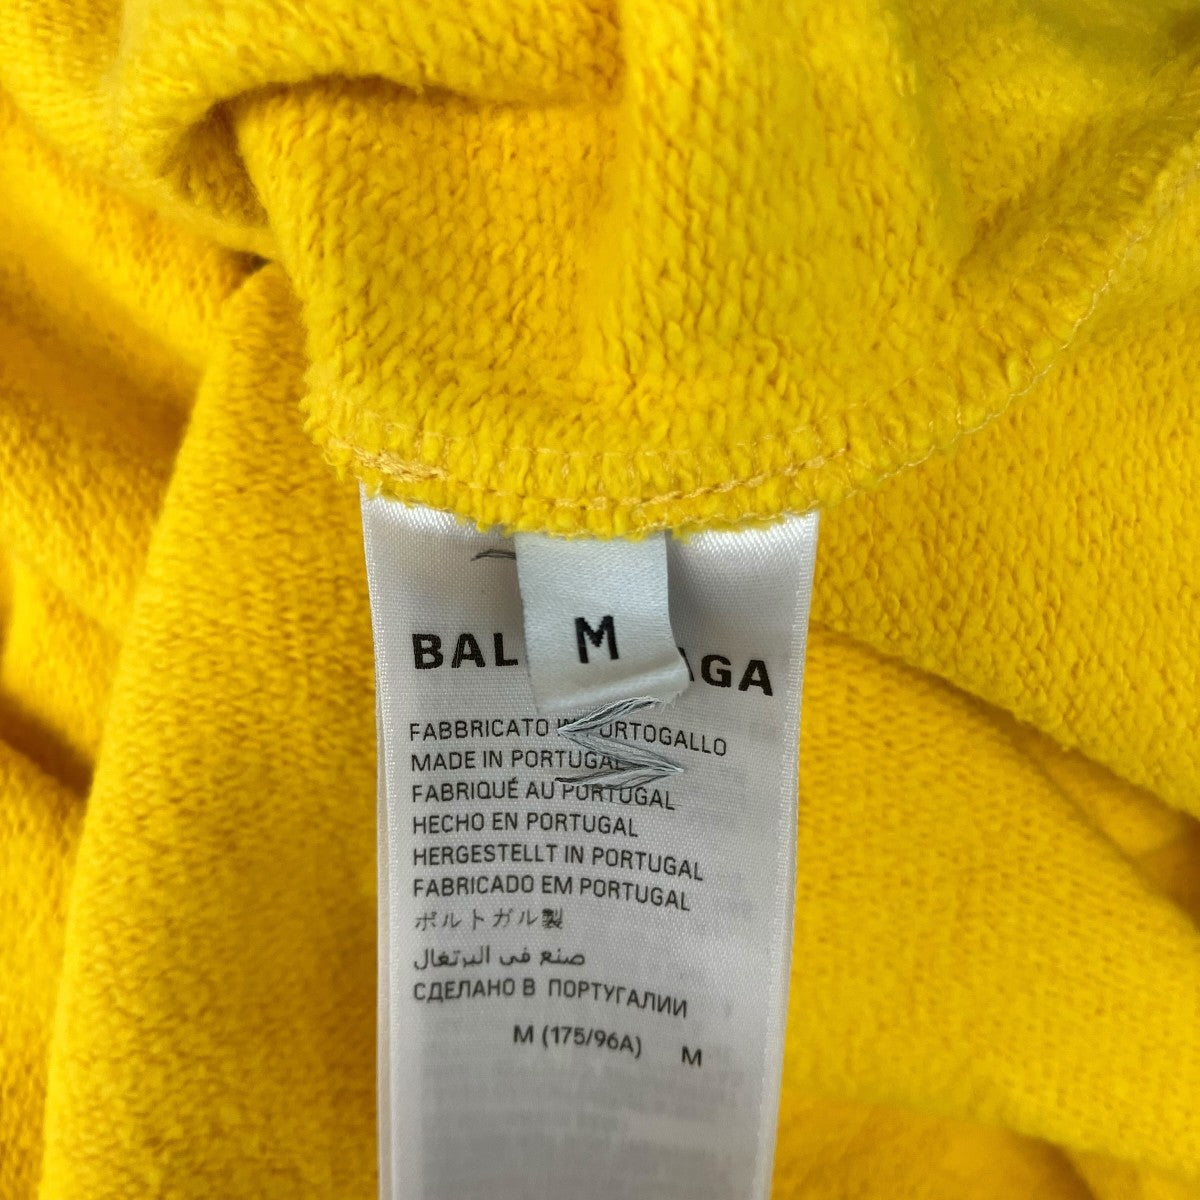 M
BAL AGA
FABBRICATO IN PORTOGALLO
MADE IN PORTUGAL
FABRIQUÉ AU PORTUGAL
HECHO EN PORTUGAL
HERGESTELLT IN PORTUGAL
FABRICADO EM PORTUGAL
ポルトガル製
صنع في البرتغال
СДЕЛАНО В ПОРТУГАЛИИ
M (175/96A) M